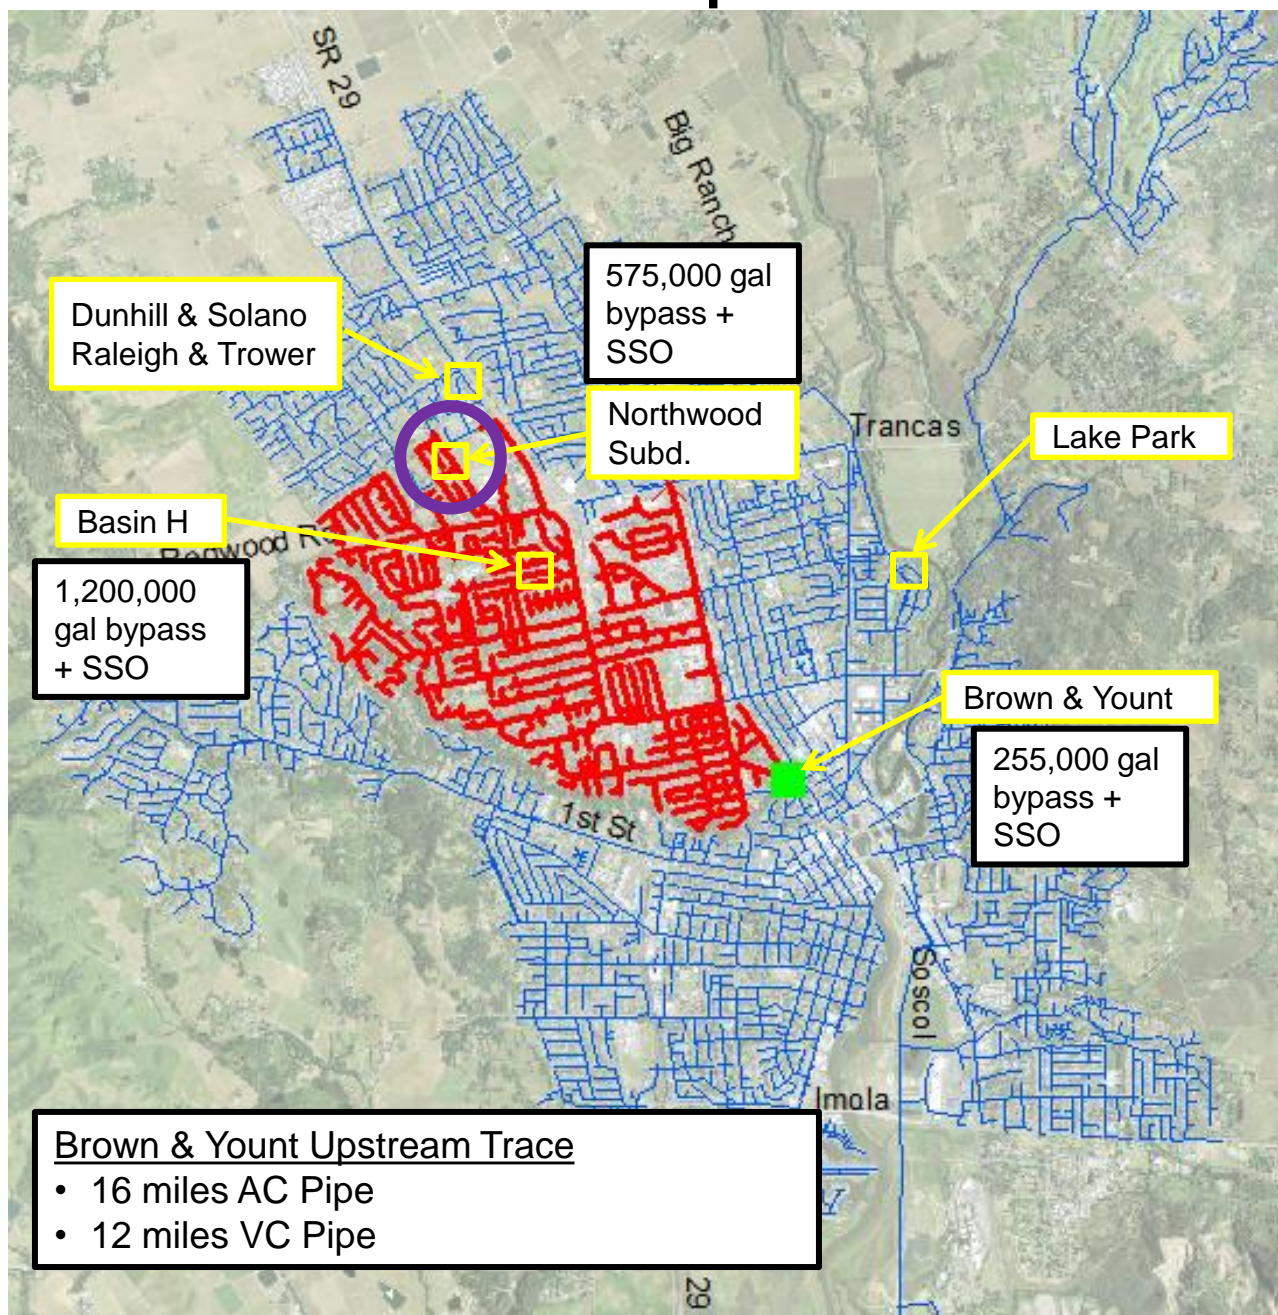 SR 29
Big Ranch
575,000 gal
bypass +
SSO
Dunhill & Solano
Raleigh & Trower
Northwood
Subd.
Trancas
Lake Park
Basin H
Redwood Rd
1,200,000
gal bypass
+ SSO
Brown & Yount
255,000 gal
bypass +
SSO
1st St
Soscol
Imola
Brown & Yount Upstream Trace
• 16 miles AC Pipe
• 12 miles VC Pipe
29